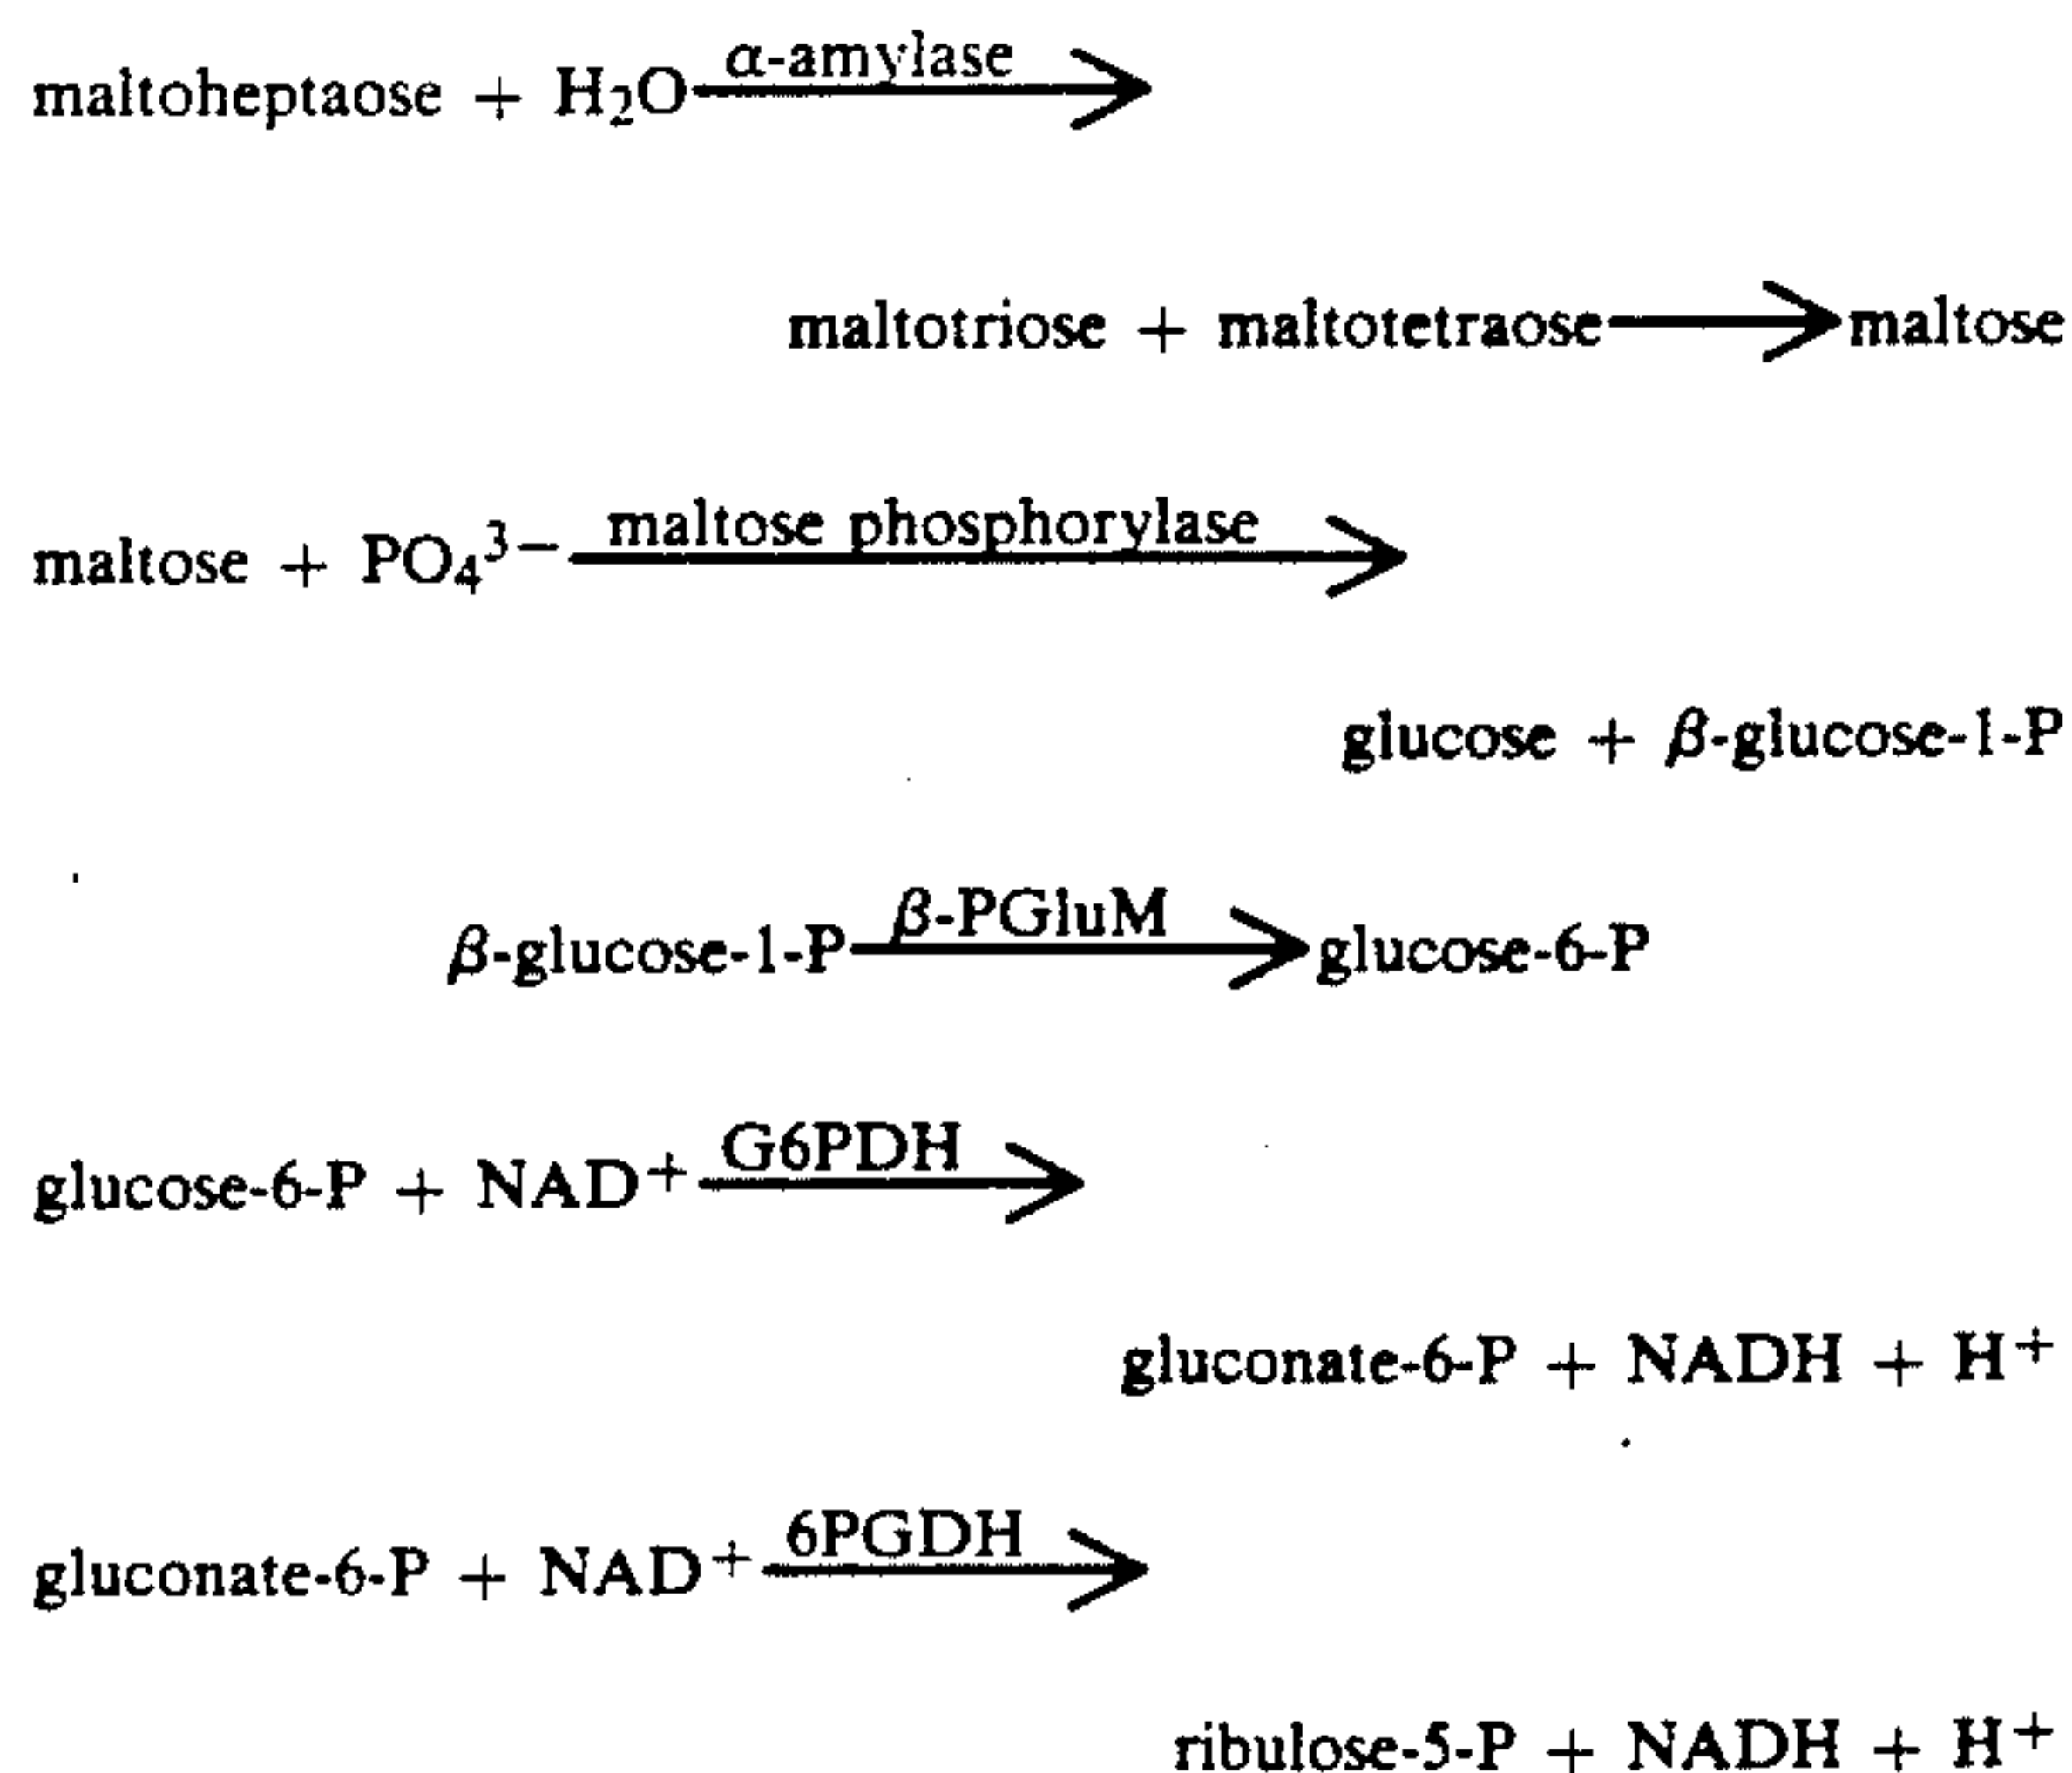 maltoheptaose + H₂O α-amylase
maltotriose + maltotetraose maltose
maltose + PO₄³⁻ maltose phosphorylase
glucose + β-glucose-1-P
β-glucose-1-P β-PGluM glucose-6-P
glucose-6-P + NAD⁺ G6PDH
gluconate-6-P + NADH + H⁺
gluconate-6-P + NAD⁺ 6PGDH
ribulose-5-P + NADH + H⁺